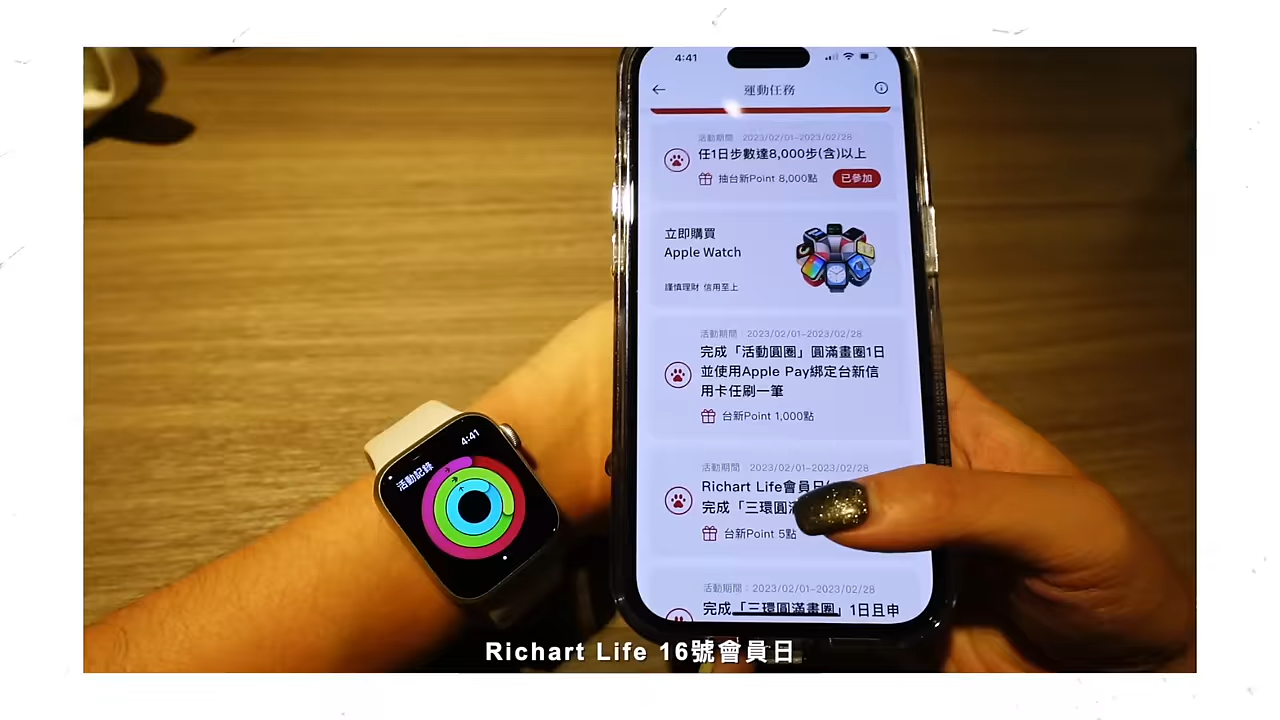 4:41
運動任務
活動期間 2023/02/01-2023/02/28
任1日步數達8,000步(含)以上
抽台新Point 8,000點
已參加
立即購買
Apple Watch
謹慎理財 信用至上
活動期間：2023/02/01-2023/02/28
完成「活動圓圈」圓滿畫圈1日
並使用Apple Pay綁定台新信
用卡任刷一筆
台新Point 1,000點
活動期間 2023/02/01-2023/02/28
Richart Life會員日
完成「三環圓滿
台新Point 5點
活動期間：2023/02/01-2023/02/28
完成「三環圓滿畫圈」1日且申
4:41
活動記錄
Richart Life 16號會員日